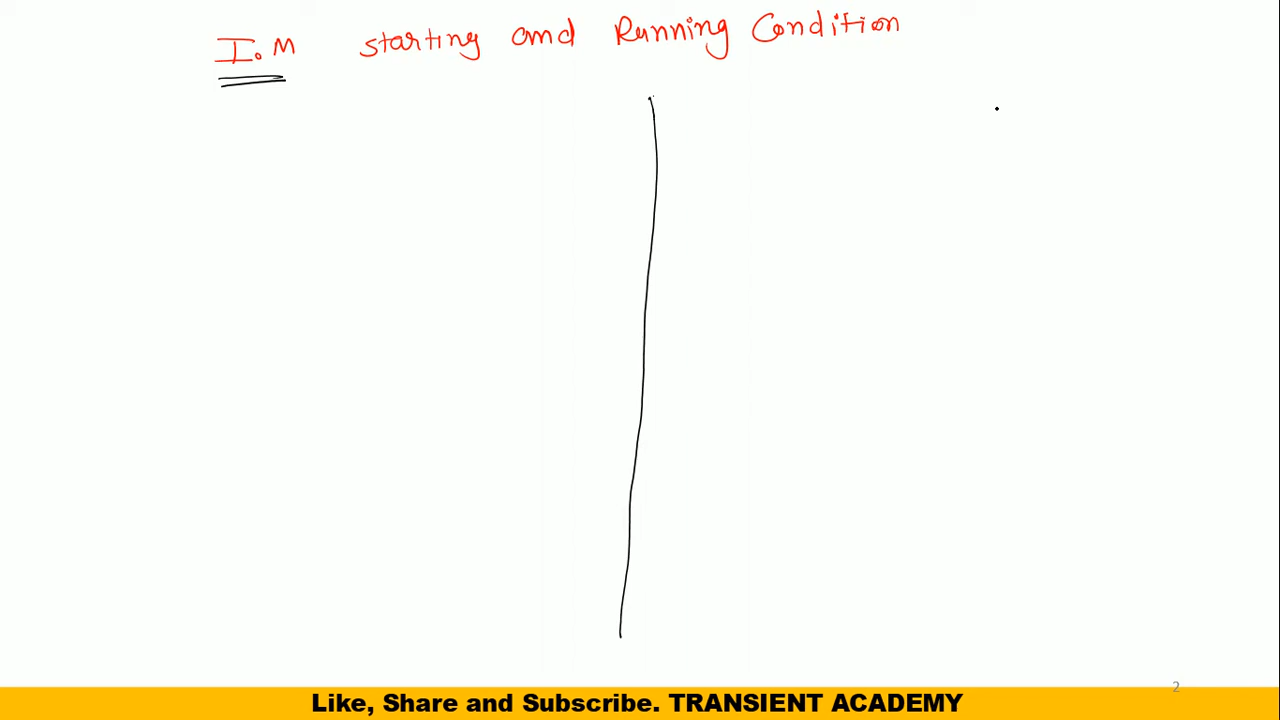 I.M starting and Running Condition
2
Like, Share and Subscribe. TRANSIENT ACADEMY